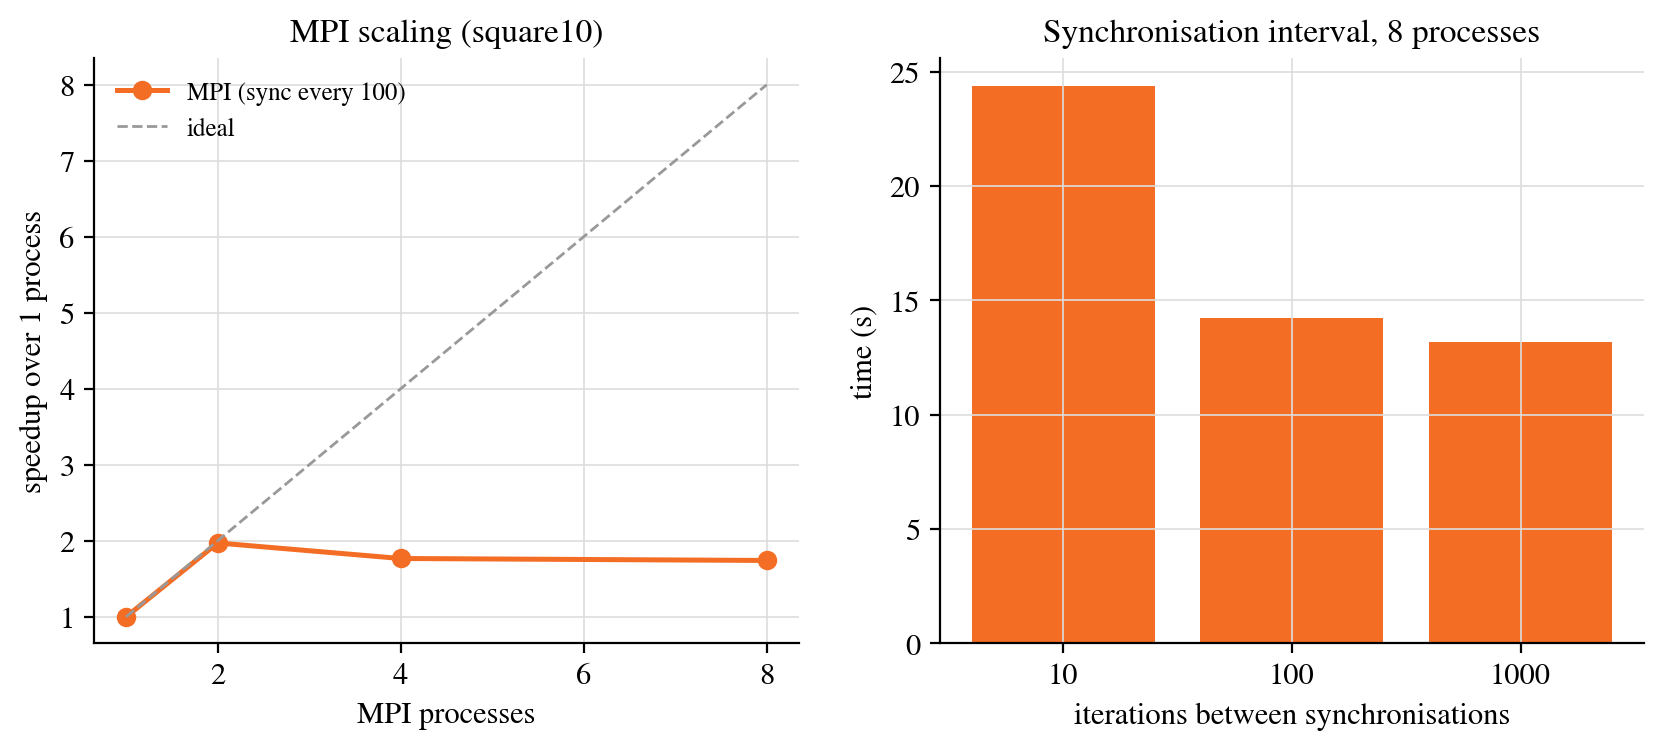 MPI scaling (square10)
MPI (sync every 100)
ideal
8
7
6
5
4
3
2
1
speedup over 1 process
2
4
6
8
MPI processes
Synchronisation interval, 8 processes
25
20
15
10
5
0
time (s)
10
100
1000
iterations between synchronisations